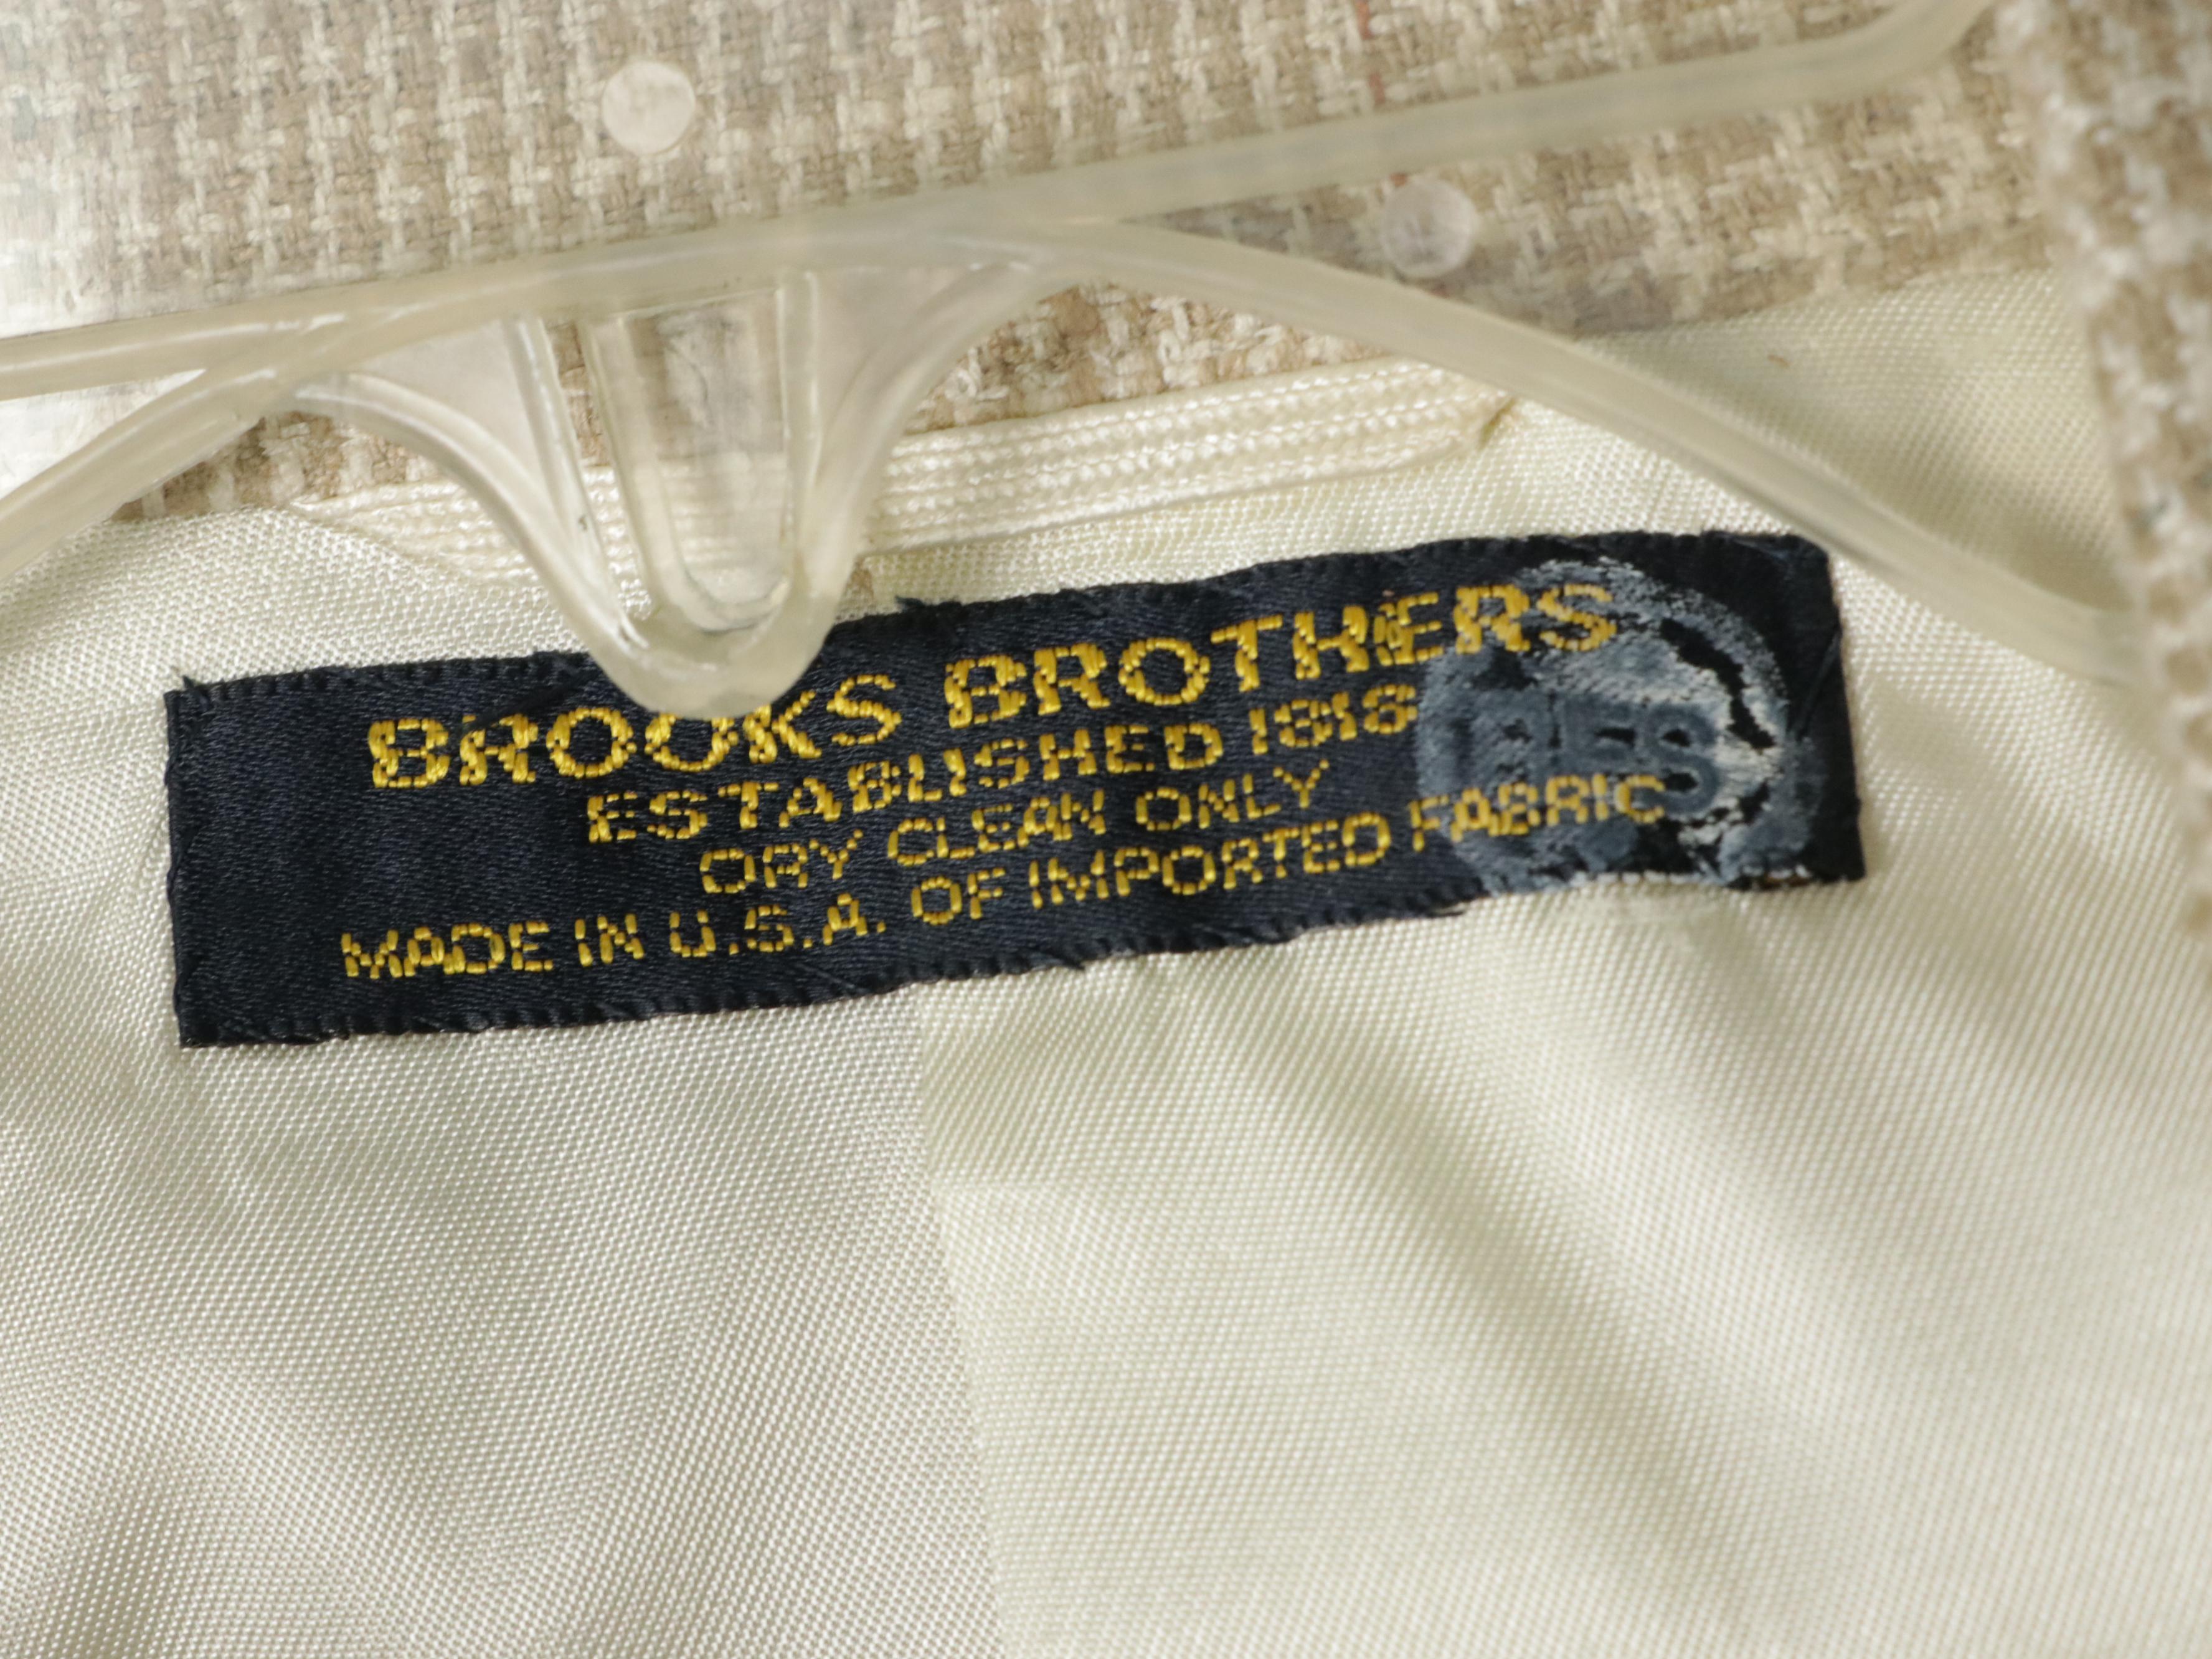 BROOKS BROTHERS
ESTABLISHED 1818
DRY CLEAN ONLY
MADE IN U.S.A. OF IMPORTED FABRIC